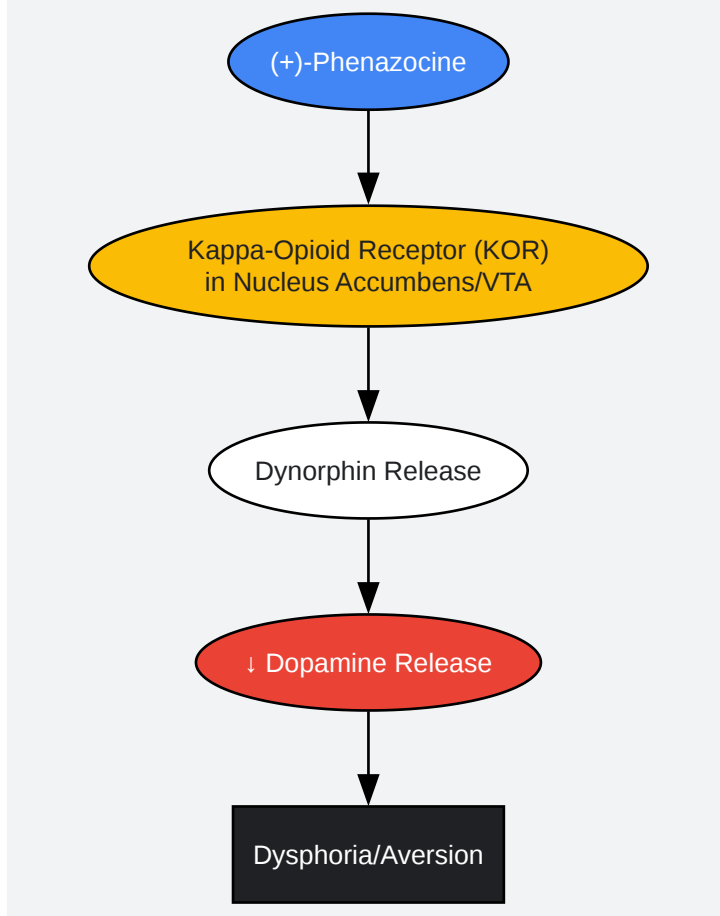 (+)-Phenazocine
Kappa-Opioid Receptor (KOR)
in Nucleus Accumbens/VTA
Dynorphin Release
↓ Dopamine Release
Dysphoria/Aversion